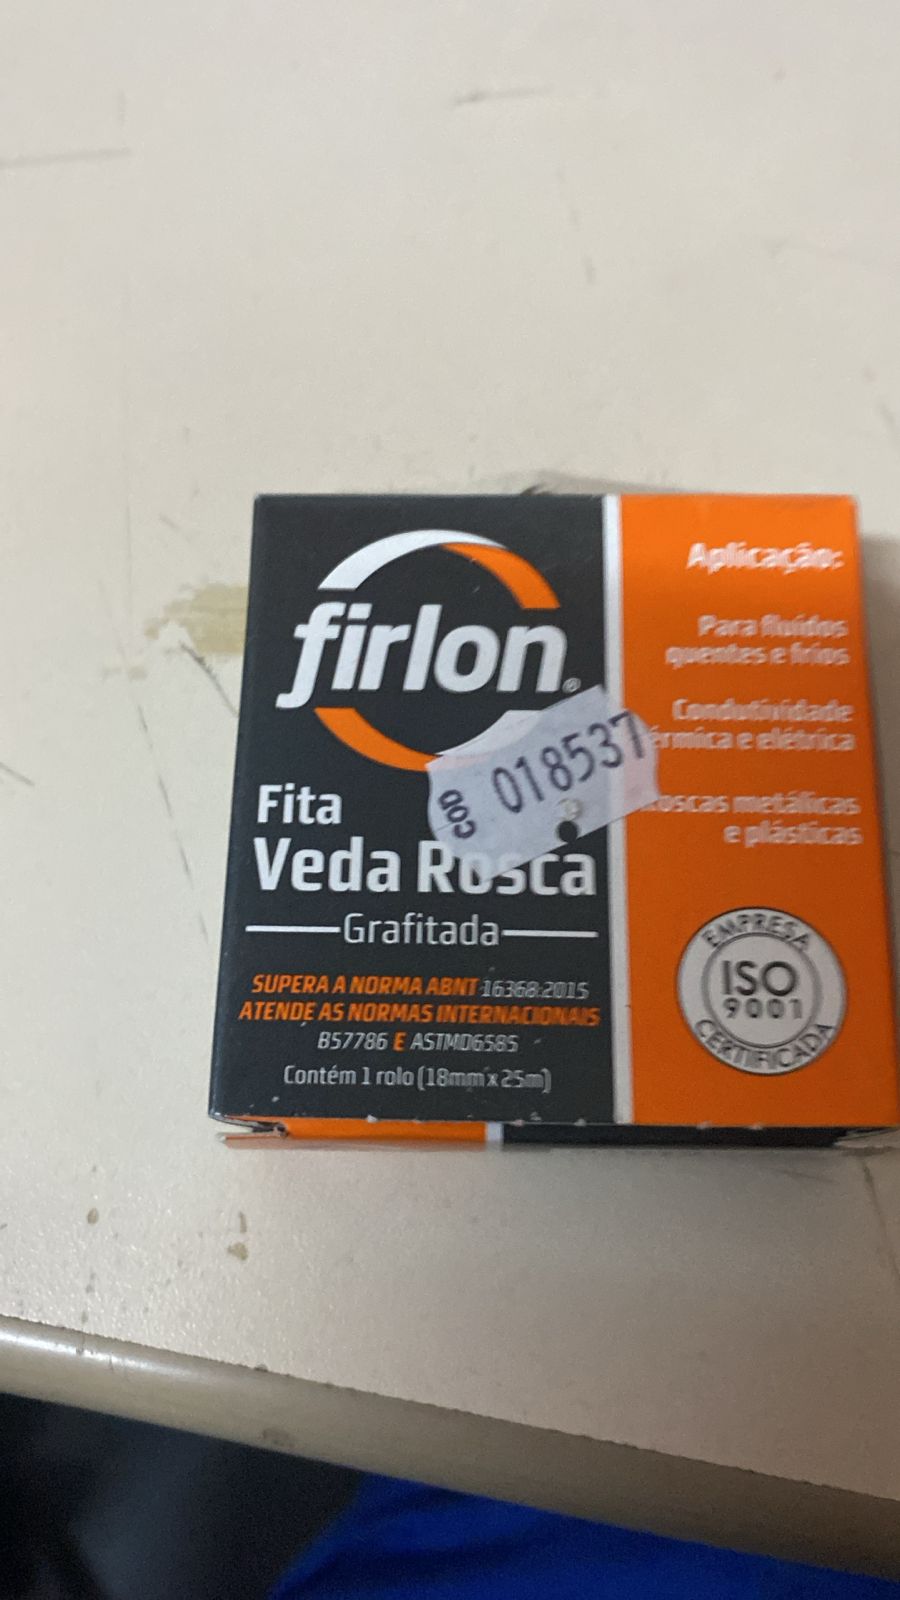 firlon®
COD 018537
Fita
Veda Rosca
Grafitada
SUPERA A NORMA ABNT 16368:2015
ATENDE AS NORMAS INTERNACIONAIS
BS7786 E ASTMD6585
Contém 1 rolo (18mm x 25m)
Aplicação:
Para fluídos
quentes e frios
Condutividade
érmica e elétrica
oscas metálicas
e plásticas
EMPRESA
ISO
9001
CERTIFICADA